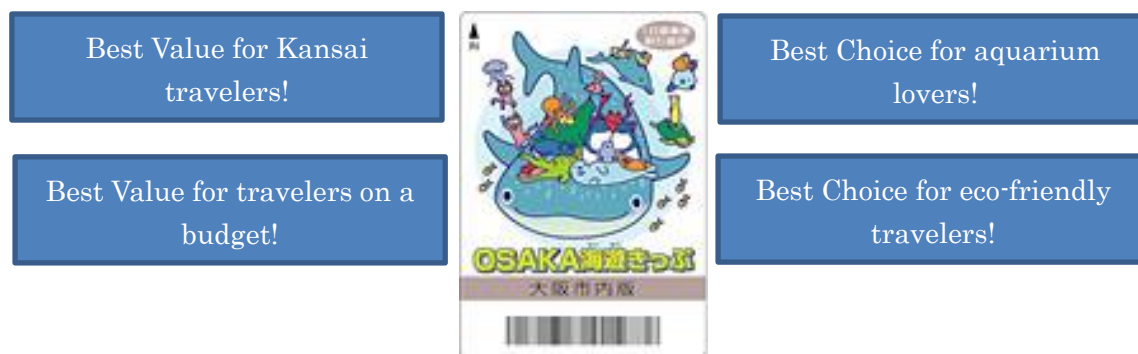 Best Value for Kansai
travelers!
Best Value for travelers on a
budget!
OSAKA海遊きっぷ
大阪市内版
Best Choice for aquarium
lovers!
Best Choice for eco-friendly
travelers!